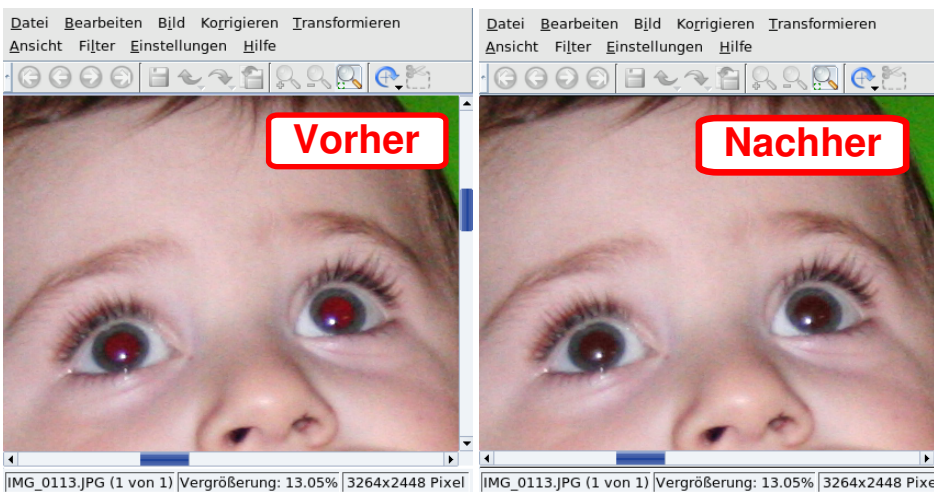 Datei Bearbeiten Bild Korrigieren Transformieren
Ansicht Filter Einstellungen Hilfe
Vorher
IMG_0113.JPG (1 von 1) Vergrößerung: 13.05% 3264x2448 Pixel
Datei Bearbeiten Bild Korrigieren Transformieren
Ansicht Filter Einstellungen Hilfe
Nachher
IMG_0113.JPG (1 von 1) Vergrößerung: 13.05% 3264x2448 Pixe